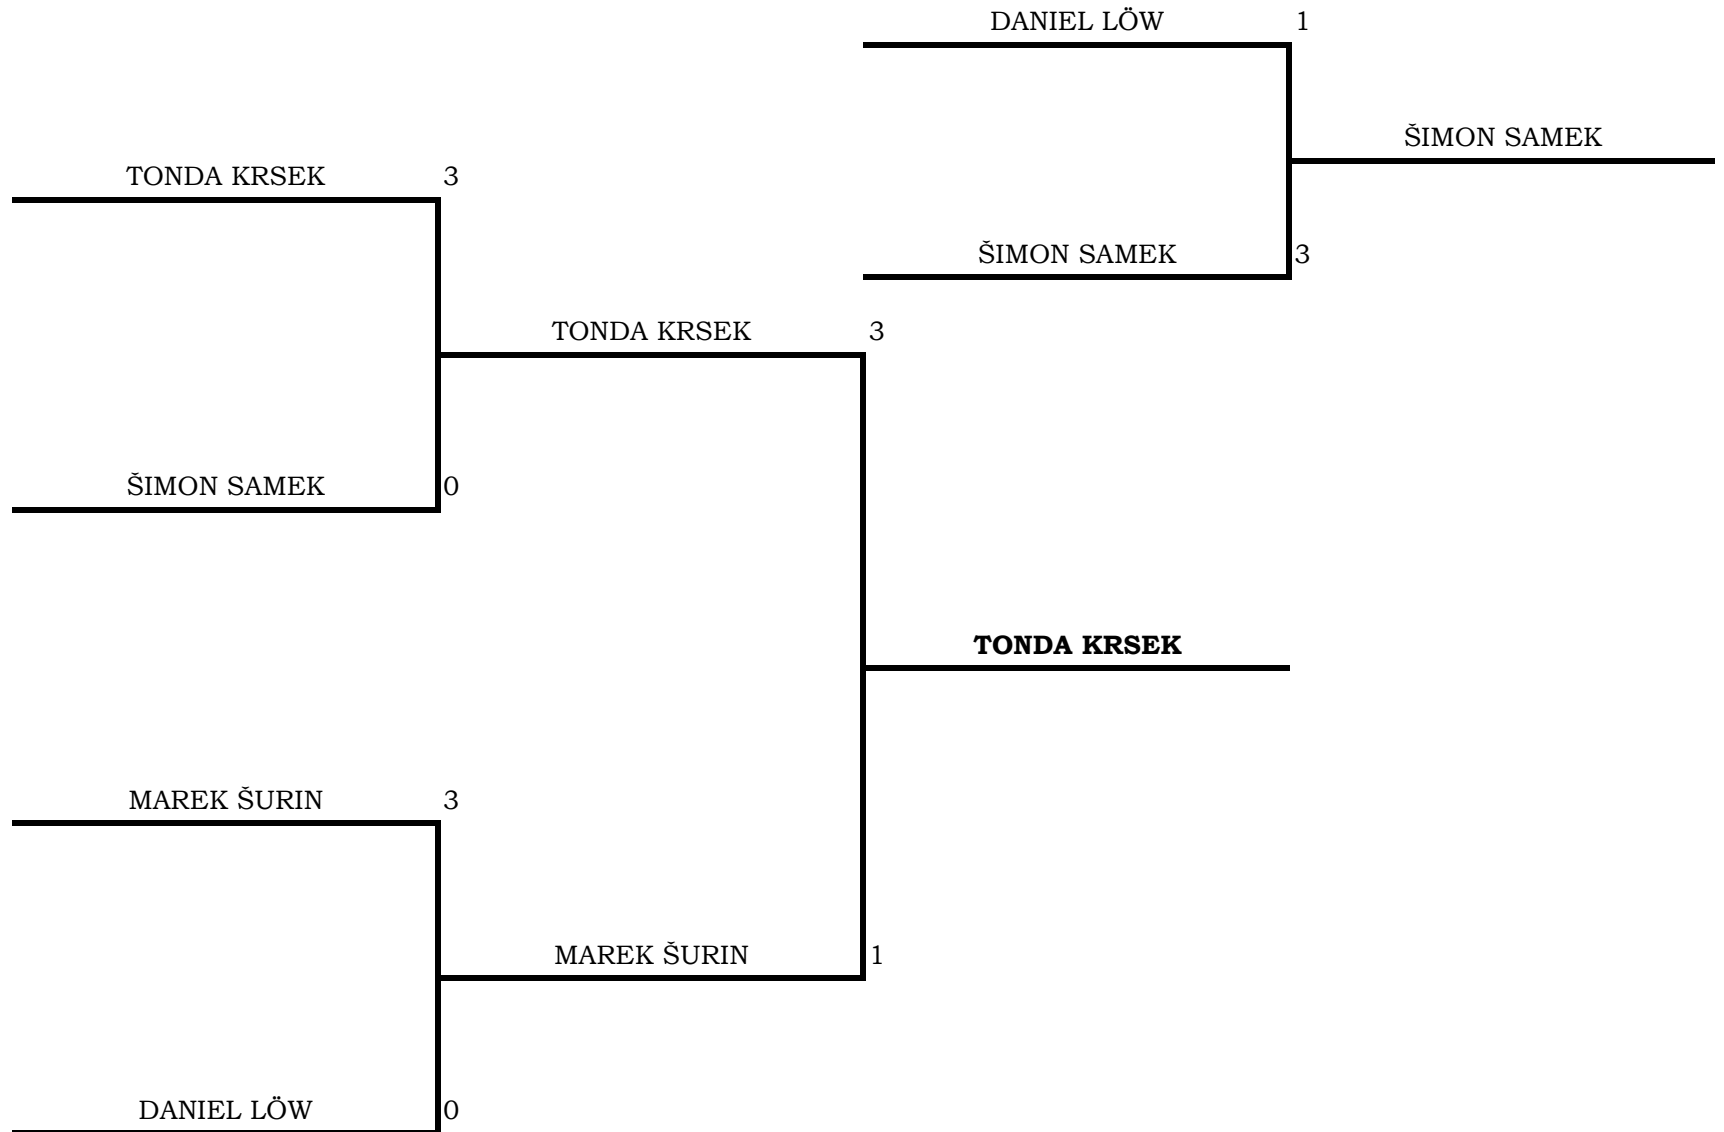 DANIEL LÖW 1
ŠIMON SAMEK
TONDA KRSEK 3
ŠIMON SAMEK 3
TONDA KRSEK 3
ŠIMON SAMEK 0
TONDA KRSEK
MAREK ŠURIN 3
MAREK ŠURIN 1
DANIEL LÖW 0